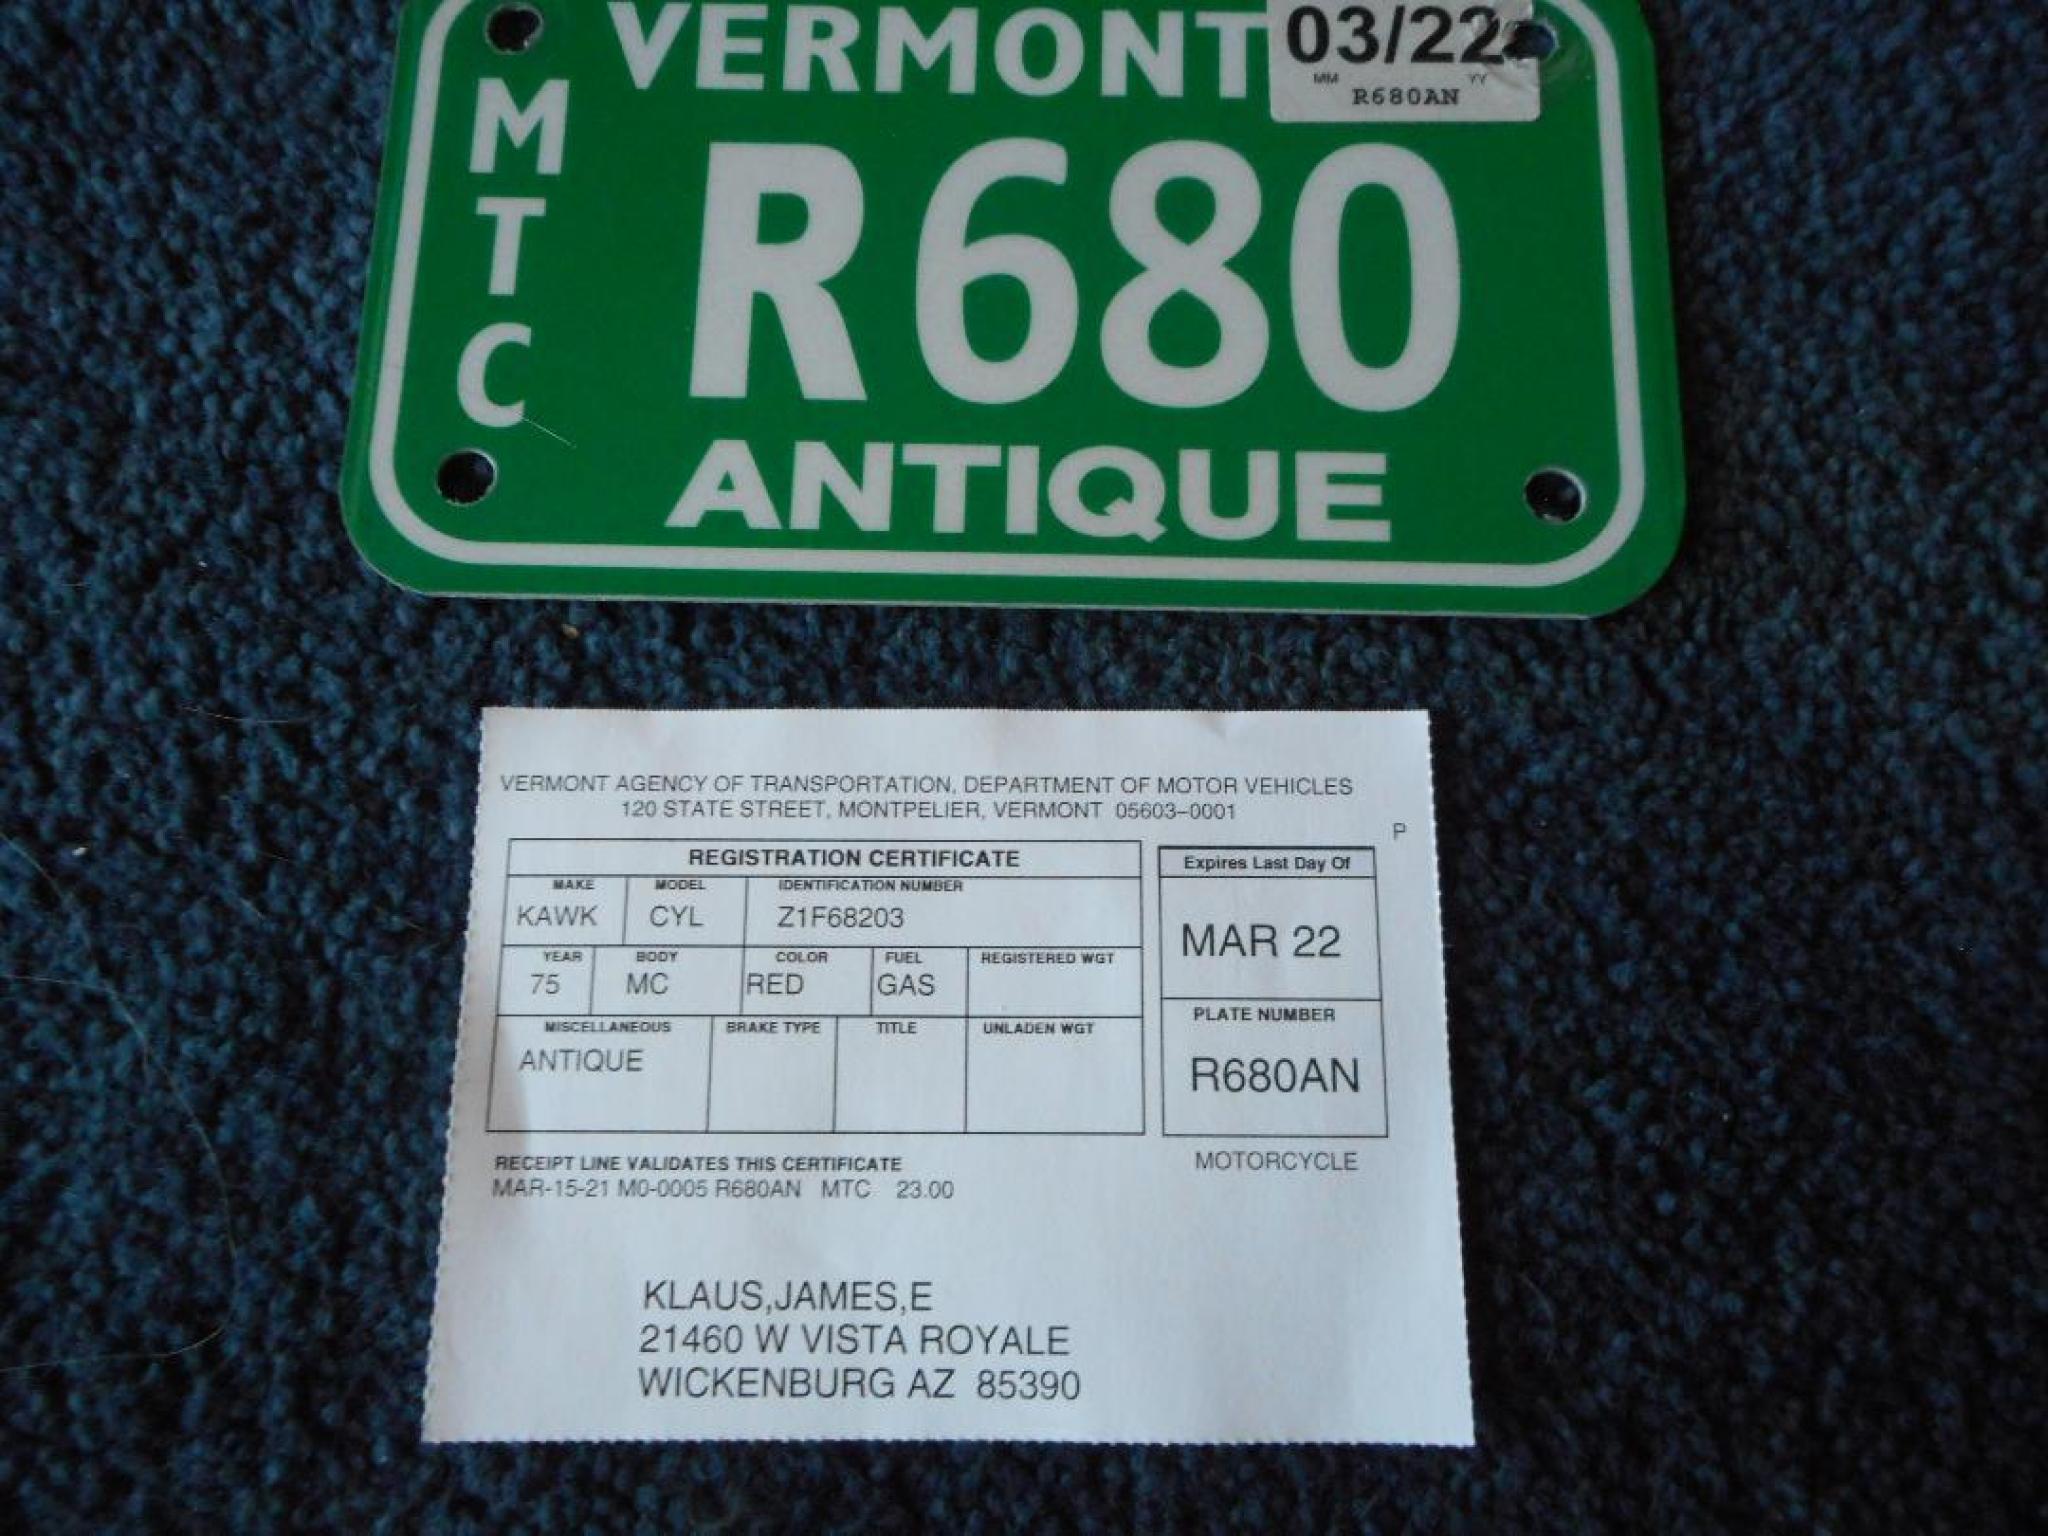 VERMONT
03/22
MM YY
R680AN
MTC
R680
ANTIQUE
VERMONT AGENCY OF TRANSPORTATION, DEPARTMENT OF MOTOR VEHICLES
120 STATE STREET, MONTPELIER, VERMONT 05603-0001
P
REGISTRATION CERTIFICATE
Expires Last Day Of
MAKE MODEL IDENTIFICATION NUMBER
KAWK CYL Z1F68203
MAR 22
YEAR BODY COLOR FUEL REGISTERED WGT
75 MC RED GAS
PLATE NUMBER
MISCELLANEOUS BRAKE TYPE TITLE UNLADEN WGT
ANTIQUE
R680AN
RECEIPT LINE VALIDATES THIS CERTIFICATE
MOTORCYCLE
MAR-15-21 M0-0005 R680AN MTC 23.00
KLAUS,JAMES,E
21460 W VISTA ROYALE
WICKENBURG AZ 85390